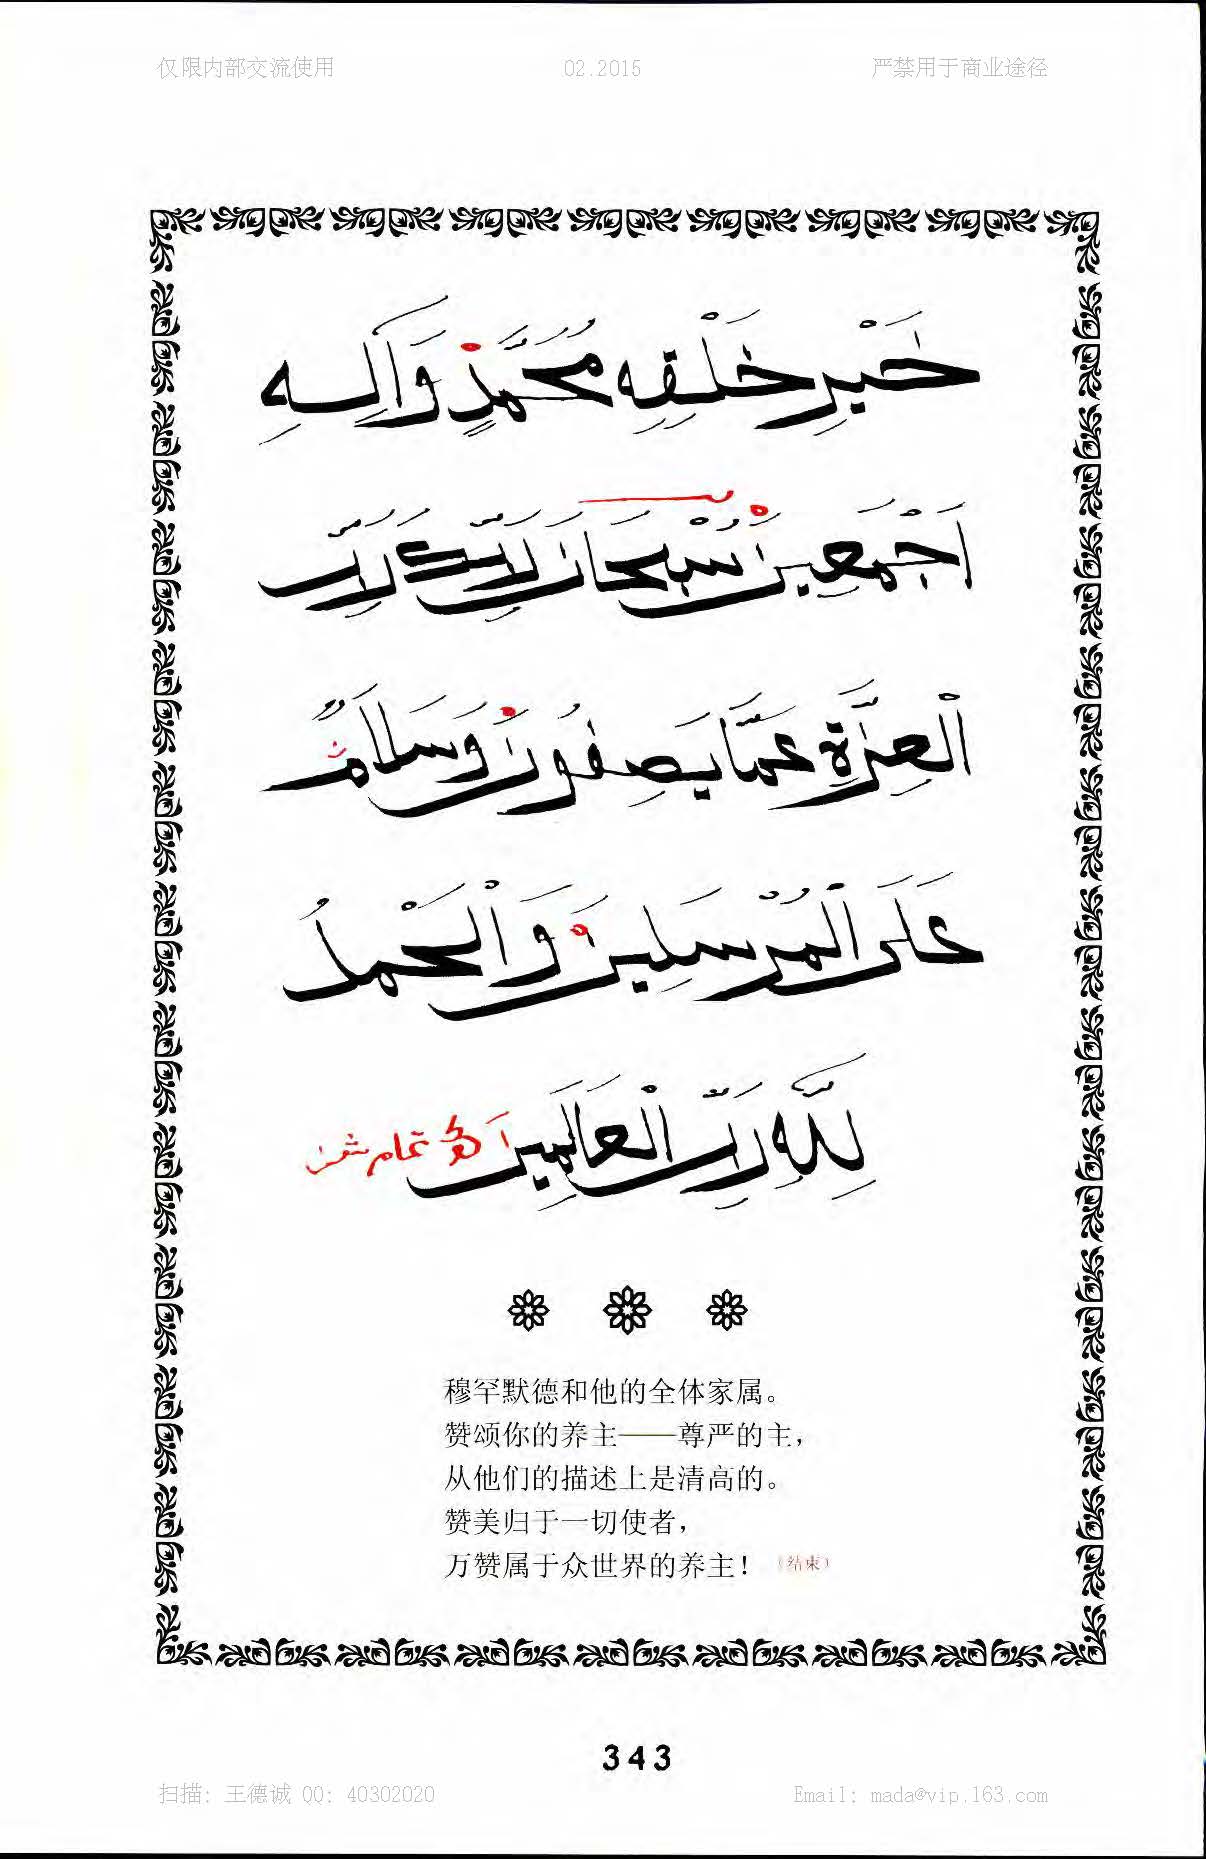 仅限内部交流使用 02.2015 严禁用于商业途径
خَيْرِ خَلْقِهِ مُحَمَّدٍ وَاٰلِهِ
اَجْمَعِينَ سُبْحَانَ رَبِّكَ رَبِّ
الْعِزَّةِ عَمَّا يَصِفُونَ وَسَلَامٌ
عَلَى الْمُرْسَلِينَ وَالْحَمْدُ
لِلَّهِ رَبِّ الْعَالَمِينَ
穆罕默德和他的全体家属。
赞颂你的养主——尊严的主，
从他们的描述上是清高的。
赞美归于一切使者，
万赞属于众世界的养主！（结束）
343
扫描：王德诚 QQ：40302020 Email：mada@vip.163.com